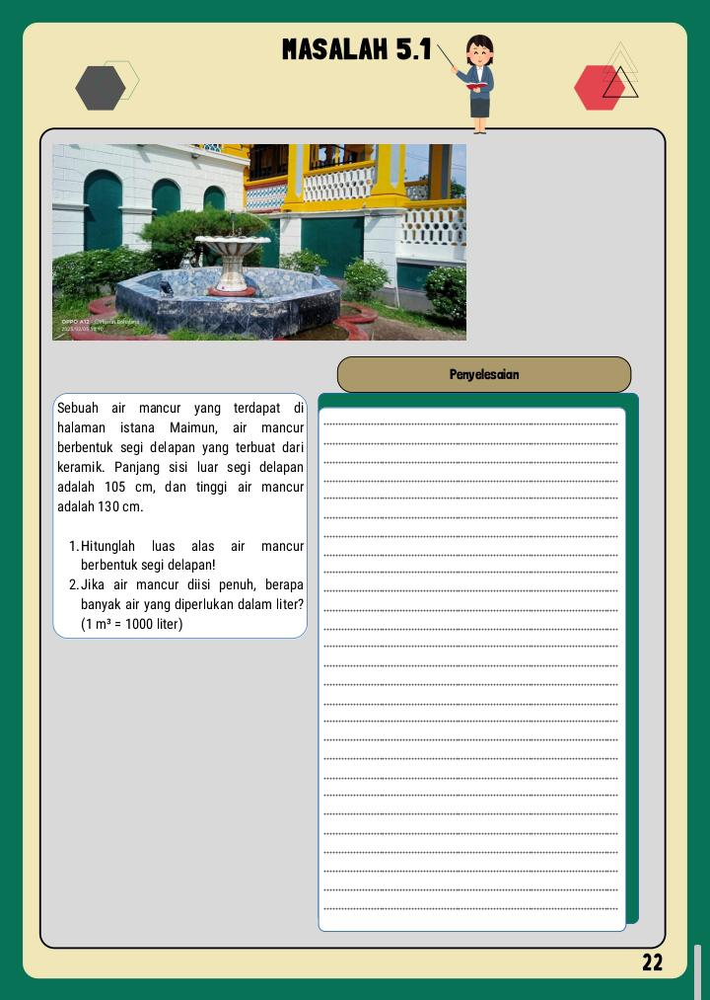 MASALAH 5.1
OPPO A12
Penyelesaian
Sebuah air mancur yang terdapat di
halaman istana Maimun, air mancur
berbentuk segi delapan yang terbuat dari
keramik. Panjang sisi luar segi delapan
adalah 105 cm, dan tinggi air mancur
adalah 130 cm.
1. Hitunglah luas alas air mancur
berbentuk segi delapan!
2. Jika air mancur diisi penuh, berapa
banyak air yang diperlukan dalam liter?
(1 m³ = 1000 liter)
22